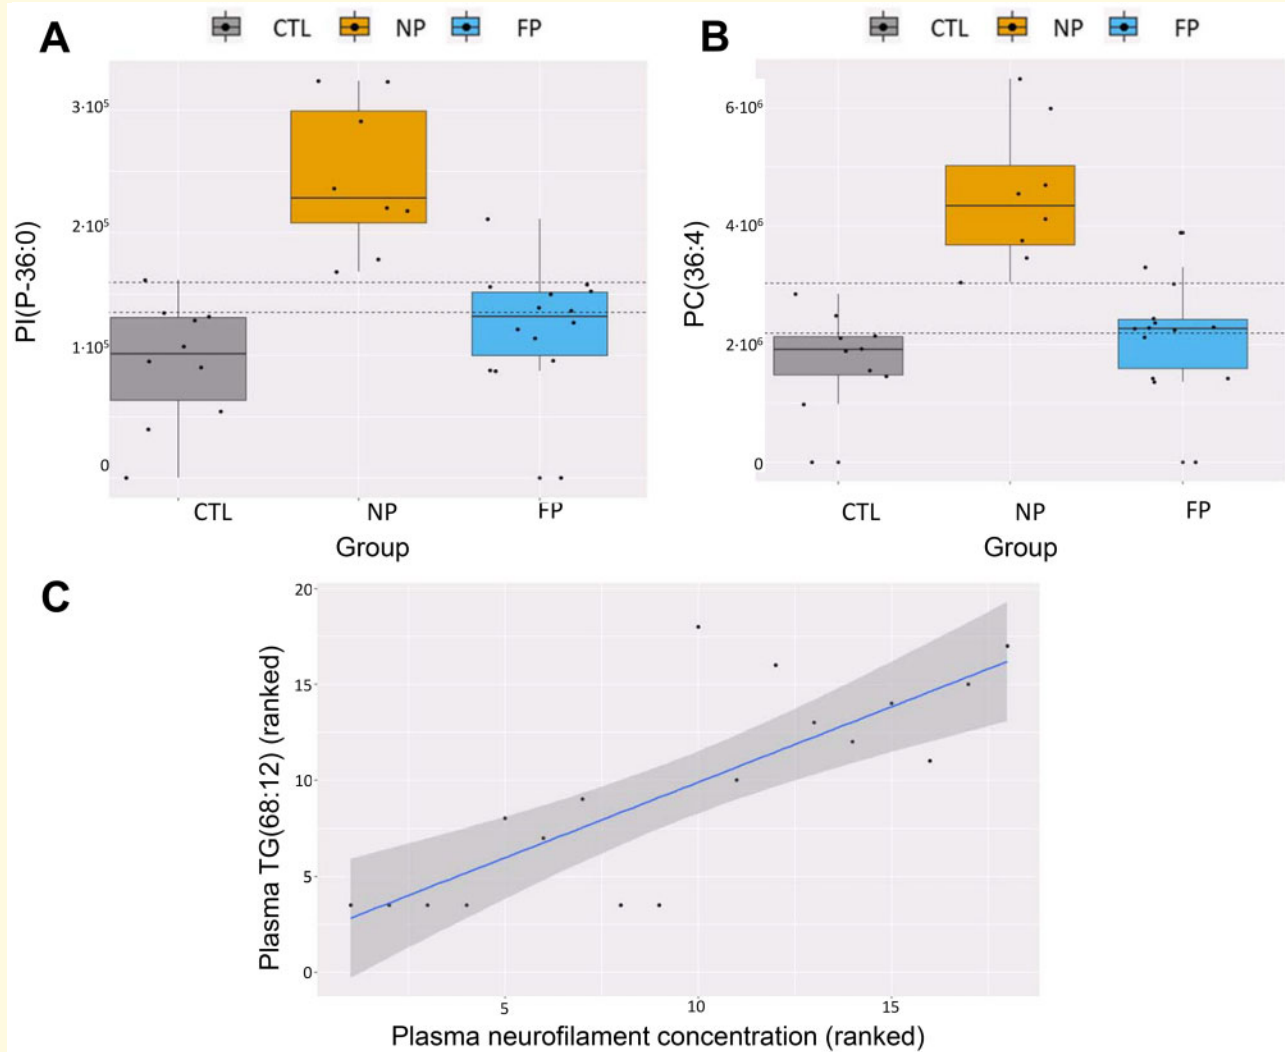 A
CTL NP FP
PI(P-36:0)
3·10⁵
2·10⁵
1·10⁵
0
CTL NP FP
Group
B
CTL NP FP
PC(36:4)
6·10⁶
4·10⁶
2·10⁶
0
CTL NP FP
Group
C
Plasma TG(68:12) (ranked)
20
15
10
5
0
5 10 15
Plasma neurofilament concentration (ranked)